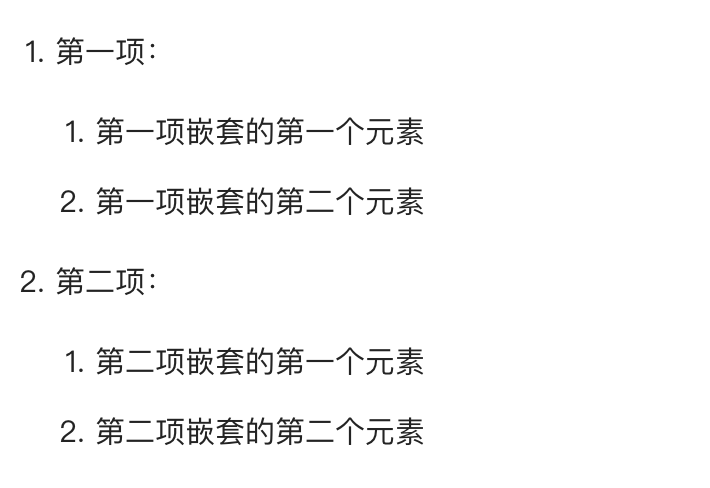 1. 第一项：
1. 第一项嵌套的第一个元素
2. 第一项嵌套的第二个元素
2. 第二项：
1. 第二项嵌套的第一个元素
2. 第二项嵌套的第二个元素